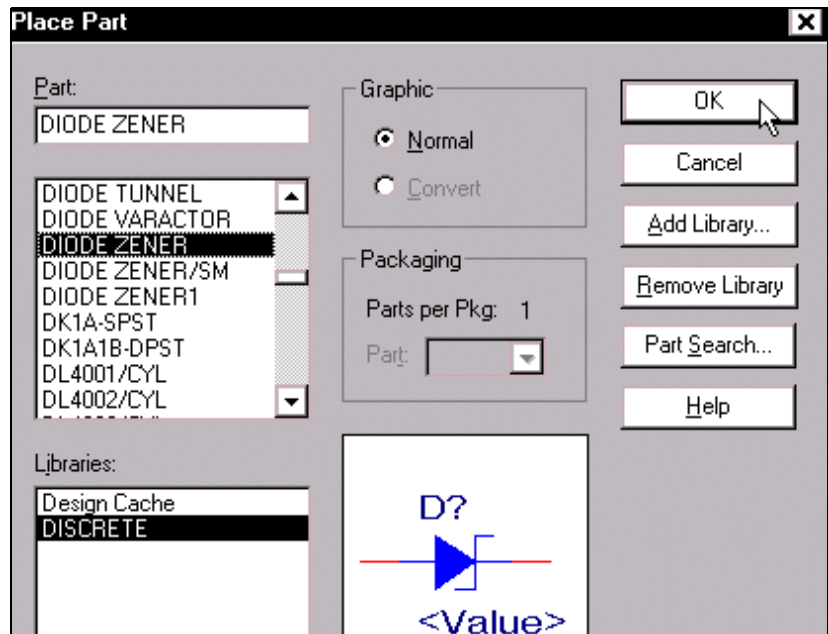 Place Part
Part:
DIODE ZENER
DIODE TUNNEL
DIODE VARACTOR
DIODE ZENER
DIODE ZENER/SM
DIODE ZENER1
DK1A-SPST
DK1A1B-DPST
DL4001/CYL
DL4002/CYL
Libraries:
Design Cache
DISCRETE
Graphic
Normal
Convert
Packaging
Parts per Pkg: 1
Part:
D?
<Value>
OK
Cancel
Add Library...
Remove Library
Part Search...
Help